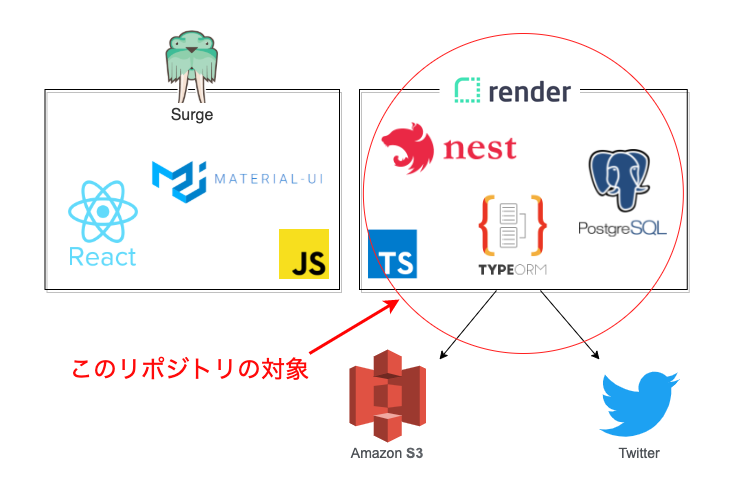 Surge
render
nest
MATERIAL-UI
React
JS
TS
TYPEORM
PostgreSQL
このリポジトリの対象
Amazon S3
Twitter